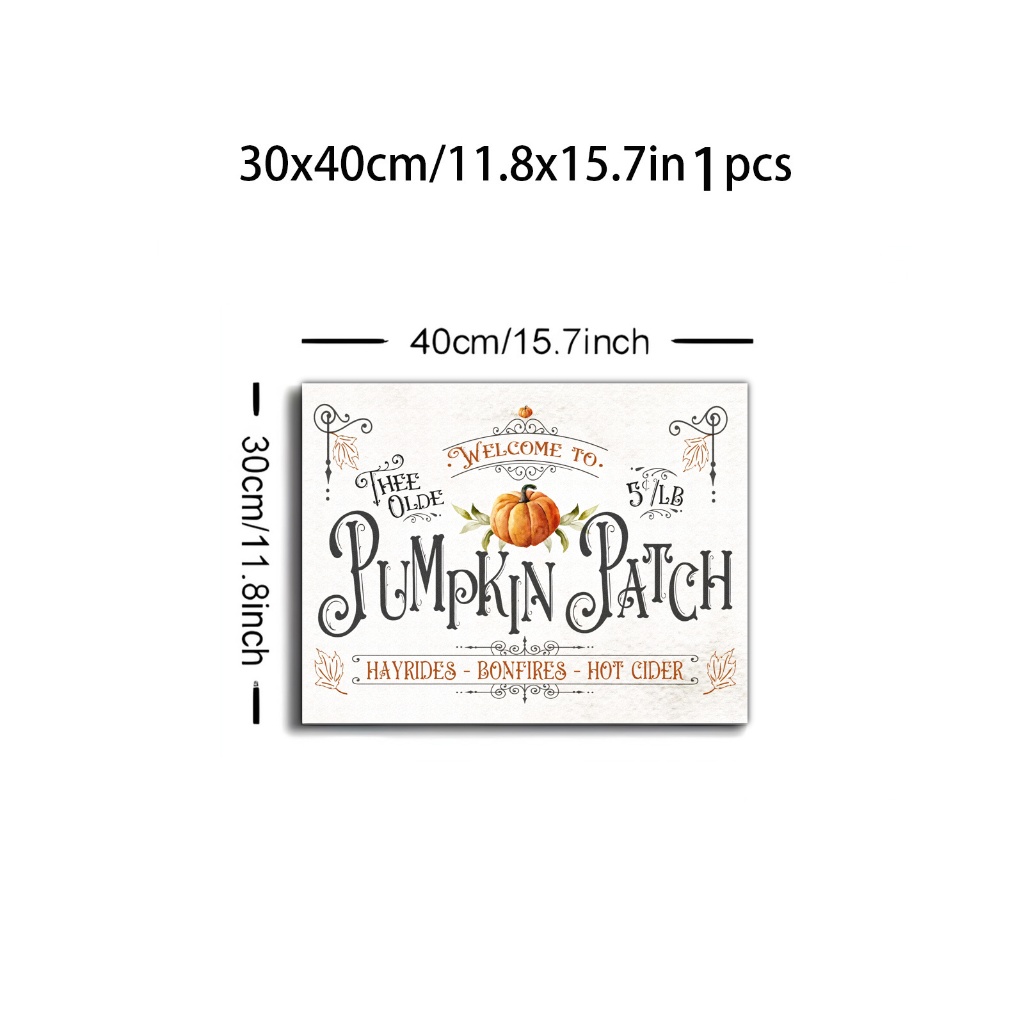 30x40cm/11.8x15.7in 1 pcs
40cm/15.7inch
30cm/11.8inch
WELCOME TO
THEE
OLDE
5¢/LB
PUMPKIN PATCH
HAYRIDES - BONFIRES - HOT CIDER